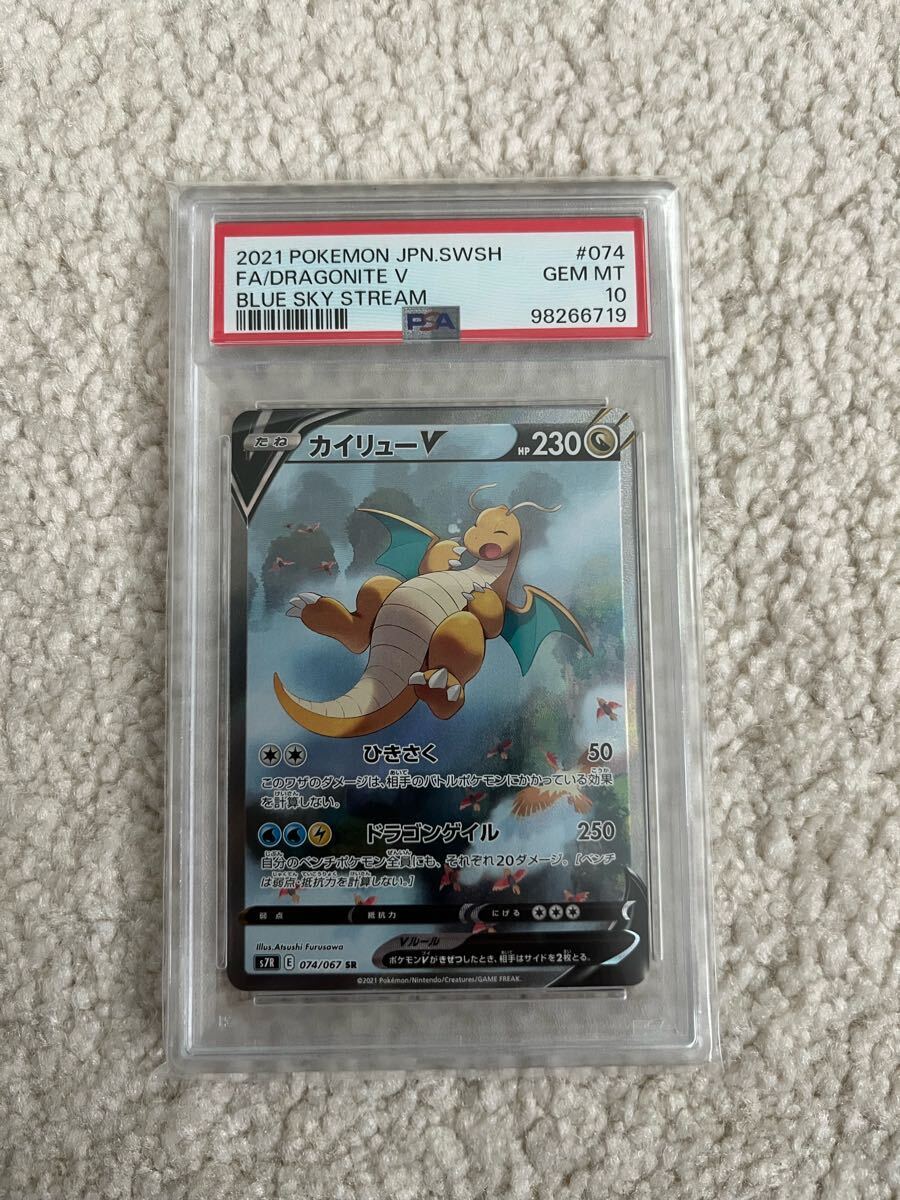 2021 POKEMON JPN.SWSH #074
FA/DRAGONITE V GEM MT
BLUE SKY STREAM 10
PSA 98266719
たね カイリューV HP230
ひきさく 50
このワザのダメージは、相手のバトルポケモンにかかっている効果
を計算しない。
ドラゴンゲイル 250
自分のベンチポケモン全員にも、それぞれ20ダメージ。[ベンチ
は弱点・抵抗力を計算しない。]
弱点 抵抗力 にげる
Illus.Atsushi Furusawa
Vルール
s7R E 074/067 SR
ポケモンVがきぜつしたとき、相手はサイドを2枚とる。
©2021 Pokémon/Nintendo/Creatures/GAME FREAK.